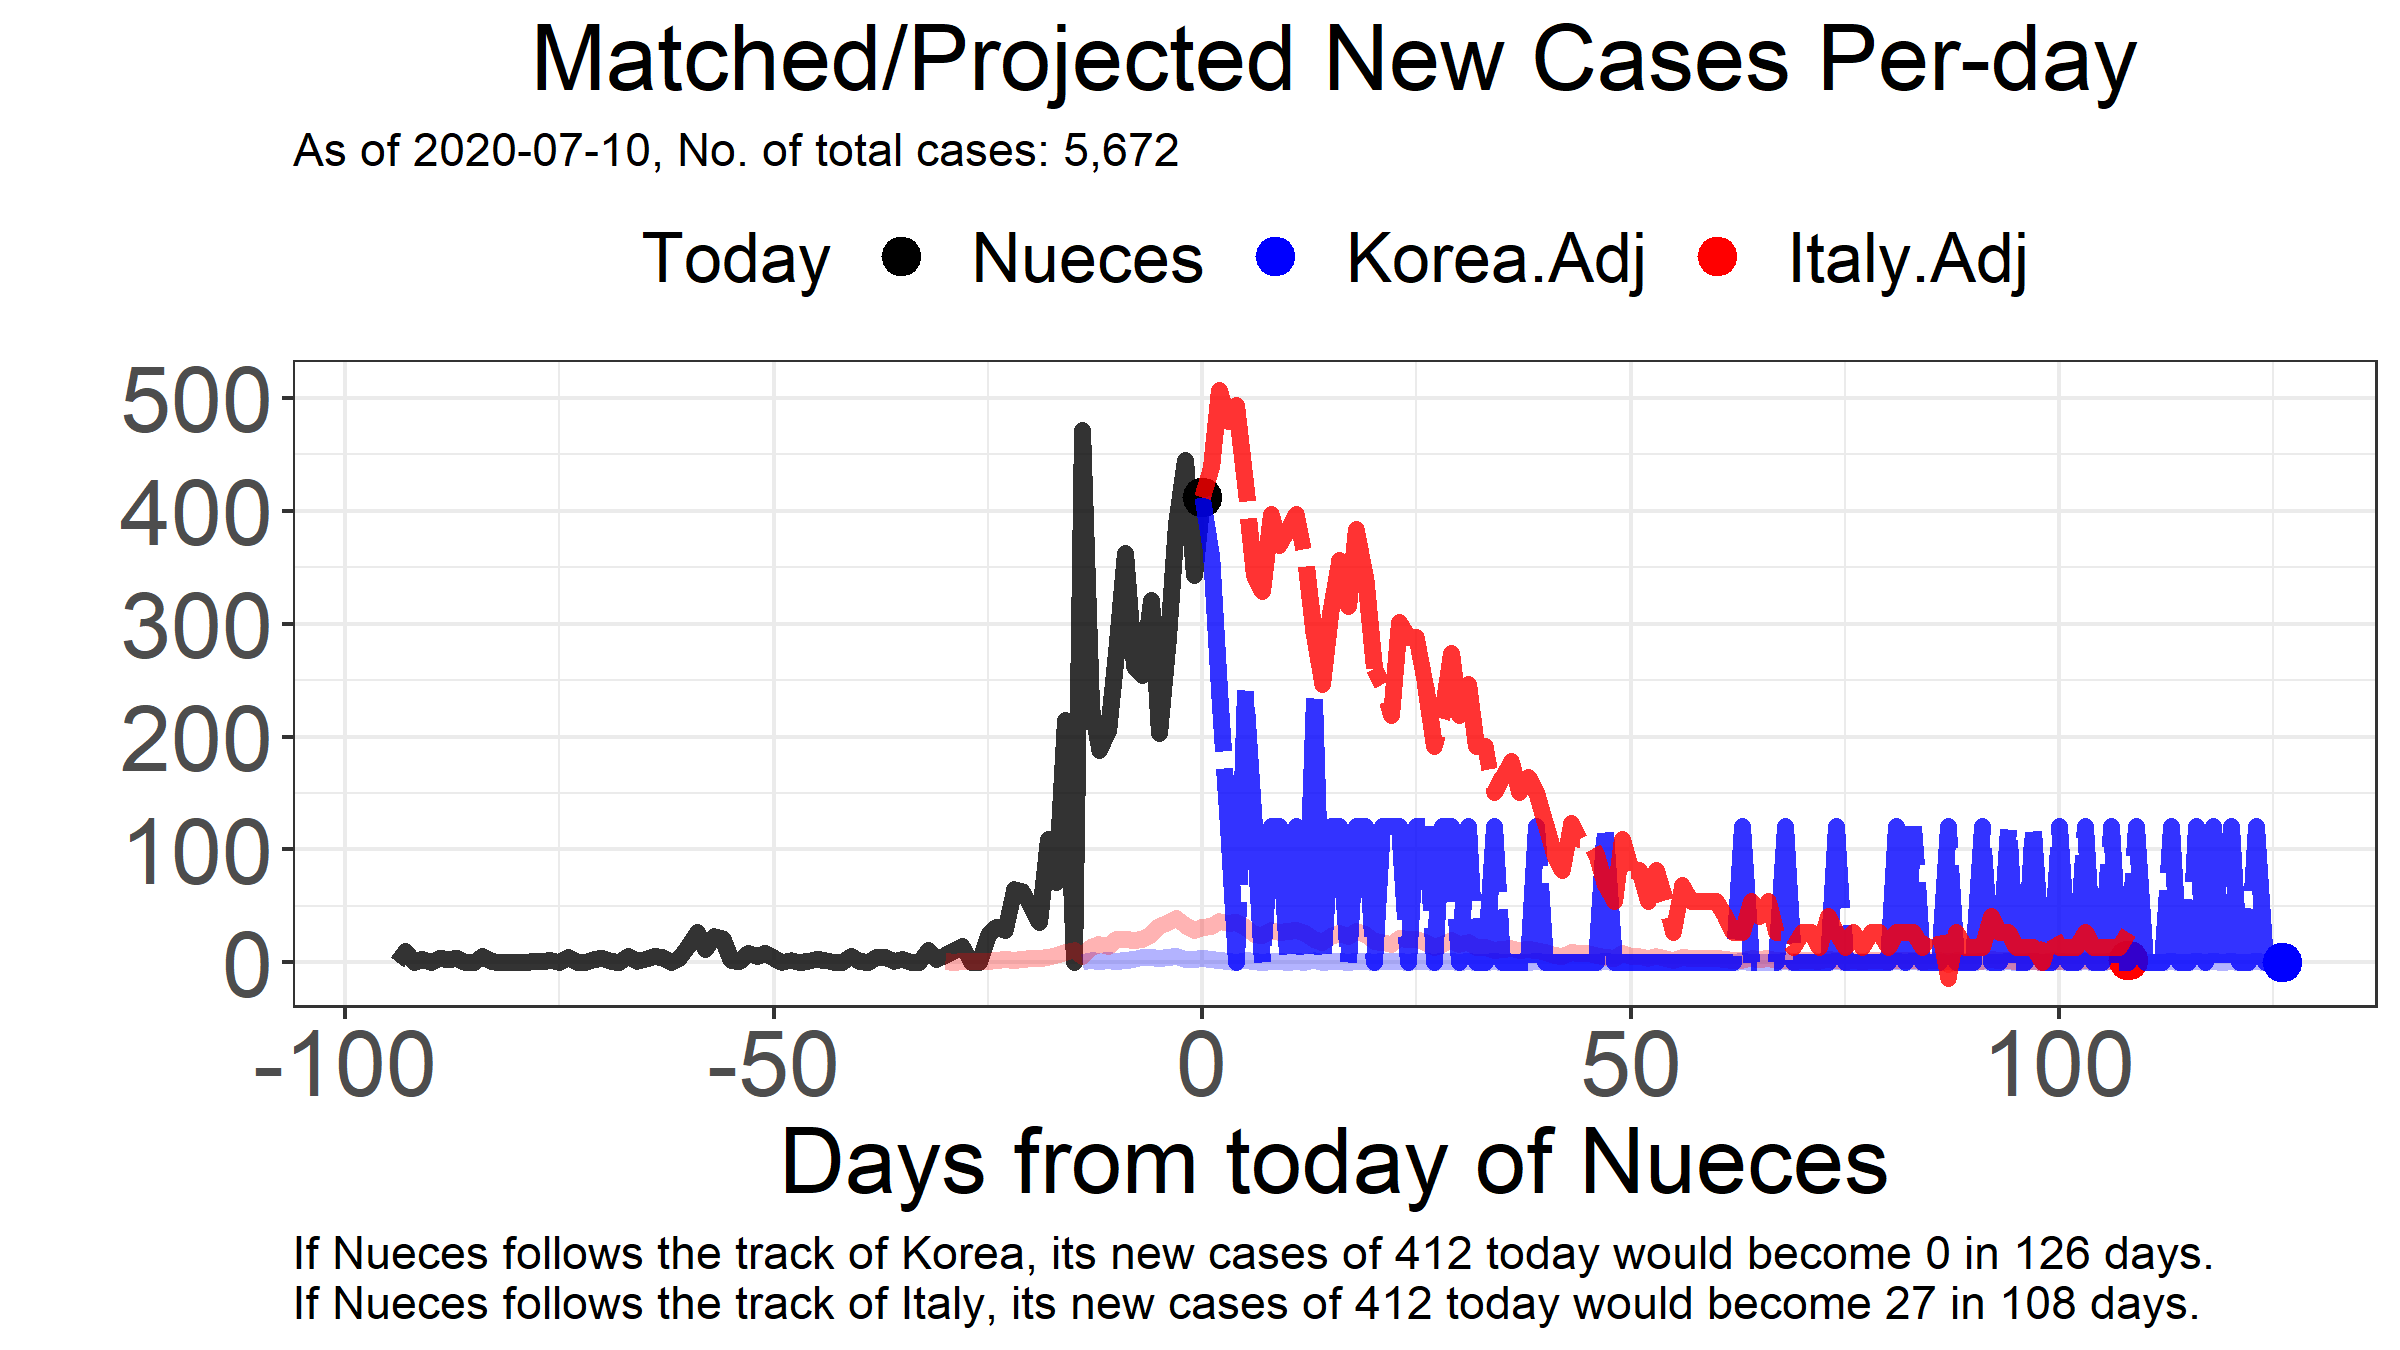 Matched/Projected New Cases Per-day
As of 2020-07-10, No. of total cases: 5,672
Today Nueces Korea.Adj Italy.Adj
500
400
300
200
100
0
-100 -50 0 50 100
Days from today of Nueces
If Nueces follows the track of Korea, its new cases of 412 today would become 0 in 126 days.
If Nueces follows the track of Italy, its new cases of 412 today would become 27 in 108 days.